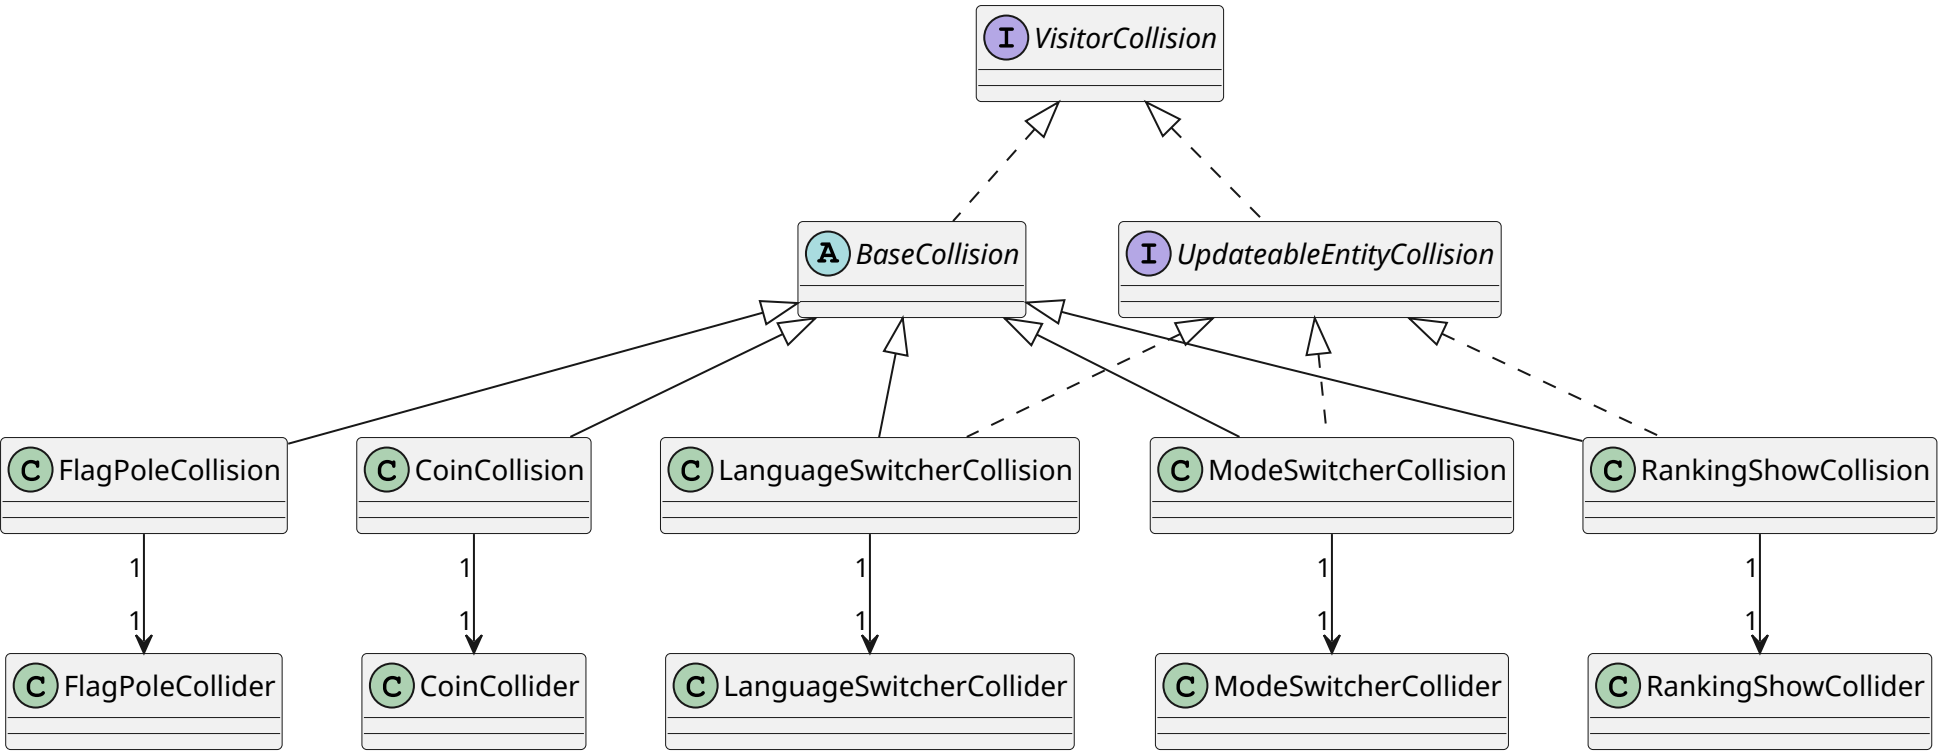 I VisitorCollision
A BaseCollision
I UpdateableEntityCollision
C FlagPoleCollision
C CoinCollision
C LanguageSwitcherCollision
C ModeSwitcherCollision
C RankingShowCollision
1
1
1
1
1
1
1
1
1
1
C FlagPoleCollider
C CoinCollider
C LanguageSwitcherCollider
C ModeSwitcherCollider
C RankingShowCollider